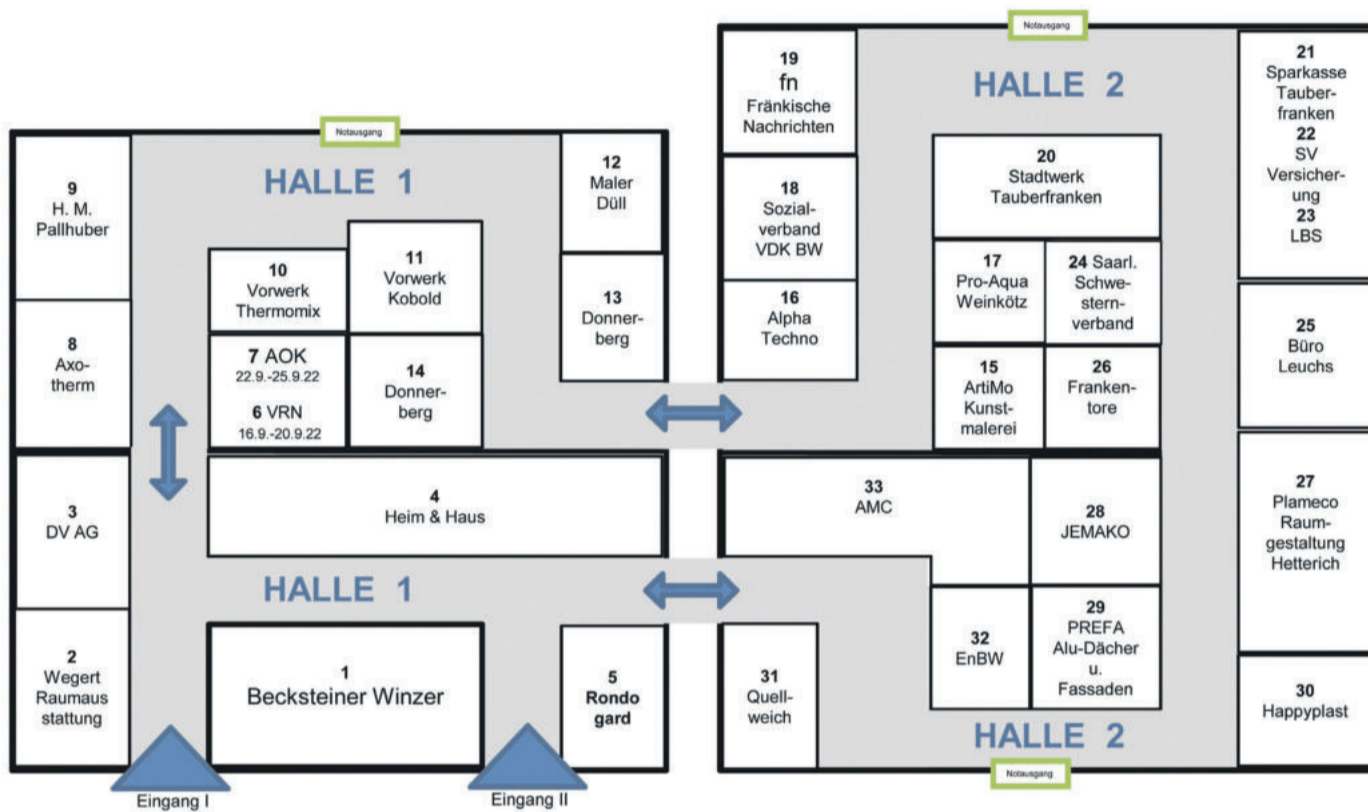 Notausgang
HALLE 1
9
H. M.
Pallhuber
8
Axo-
therm
10
Vorwerk
Thermomix
11
Vorwerk
Kobold
7 AOK
22.9.-25.9.22
6 VRN
16.9.-20.9.22
14
Donner-
berg
12
Maler
Düll
13
Donner-
berg
3
DV AG
4
Heim & Haus
HALLE 1
2
Wegert
Raumaus
stattung
1
Becksteiner Winzer
5
Rondo
gard
Eingang I
Eingang II
Notausgang
HALLE 2
19
fn
Fränkische
Nachrichten
18
Sozial-
verband
VDK BW
16
Alpha
Techno
20
Stadtwerk
Tauberfranken
17
Pro-Aqua
Weinkötz
24 Saarl.
Schwe-
stern-
verband
15
ArtiMo
Kunst-
malerei
26
Franken-
tore
21
Sparkasse
Tauber-
franken
22
SV
Versicher-
ung
23
LBS
25
Büro
Leuchs
27
Plameco
Raum-
gestaltung
Hetterich
33
AMC
28
JEMAKO
32
EnBW
29
PREFA
Alu-Dächer
u.
Fassaden
31
Quell-
weich
30
Happyplast
HALLE 2
Notausgang